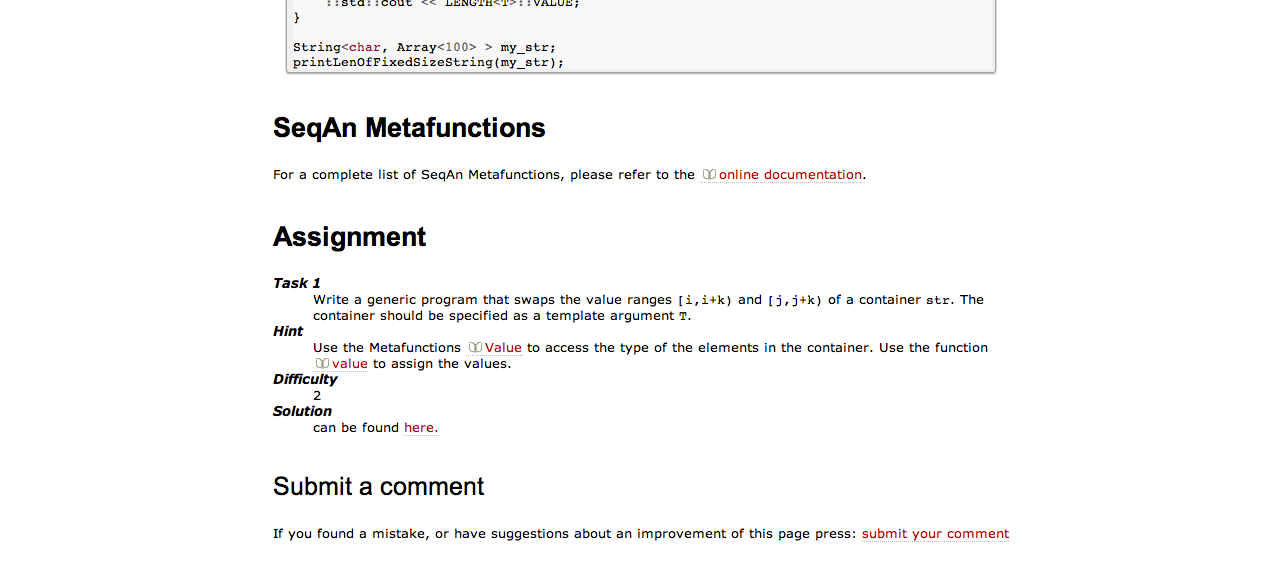 ::std::cout << LENGTH<T>::VALUE;
}
String<char, Array<100> > my_str;
printLenOfFixedSizeString(my_str);
SeqAn Metafunctions
For a complete list of SeqAn Metafunctions, please refer to the online documentation.
Assignment
Task 1
Write a generic program that swaps the value ranges [i,i+k) and [j,j+k) of a container str. The
container should be specified as a template argument T.
Hint
Use the Metafunctions Value to access the type of the elements in the container. Use the function
value to assign the values.
Difficulty
2
Solution
can be found here.
Submit a comment
If you found a mistake, or have suggestions about an improvement of this page press: submit your comment